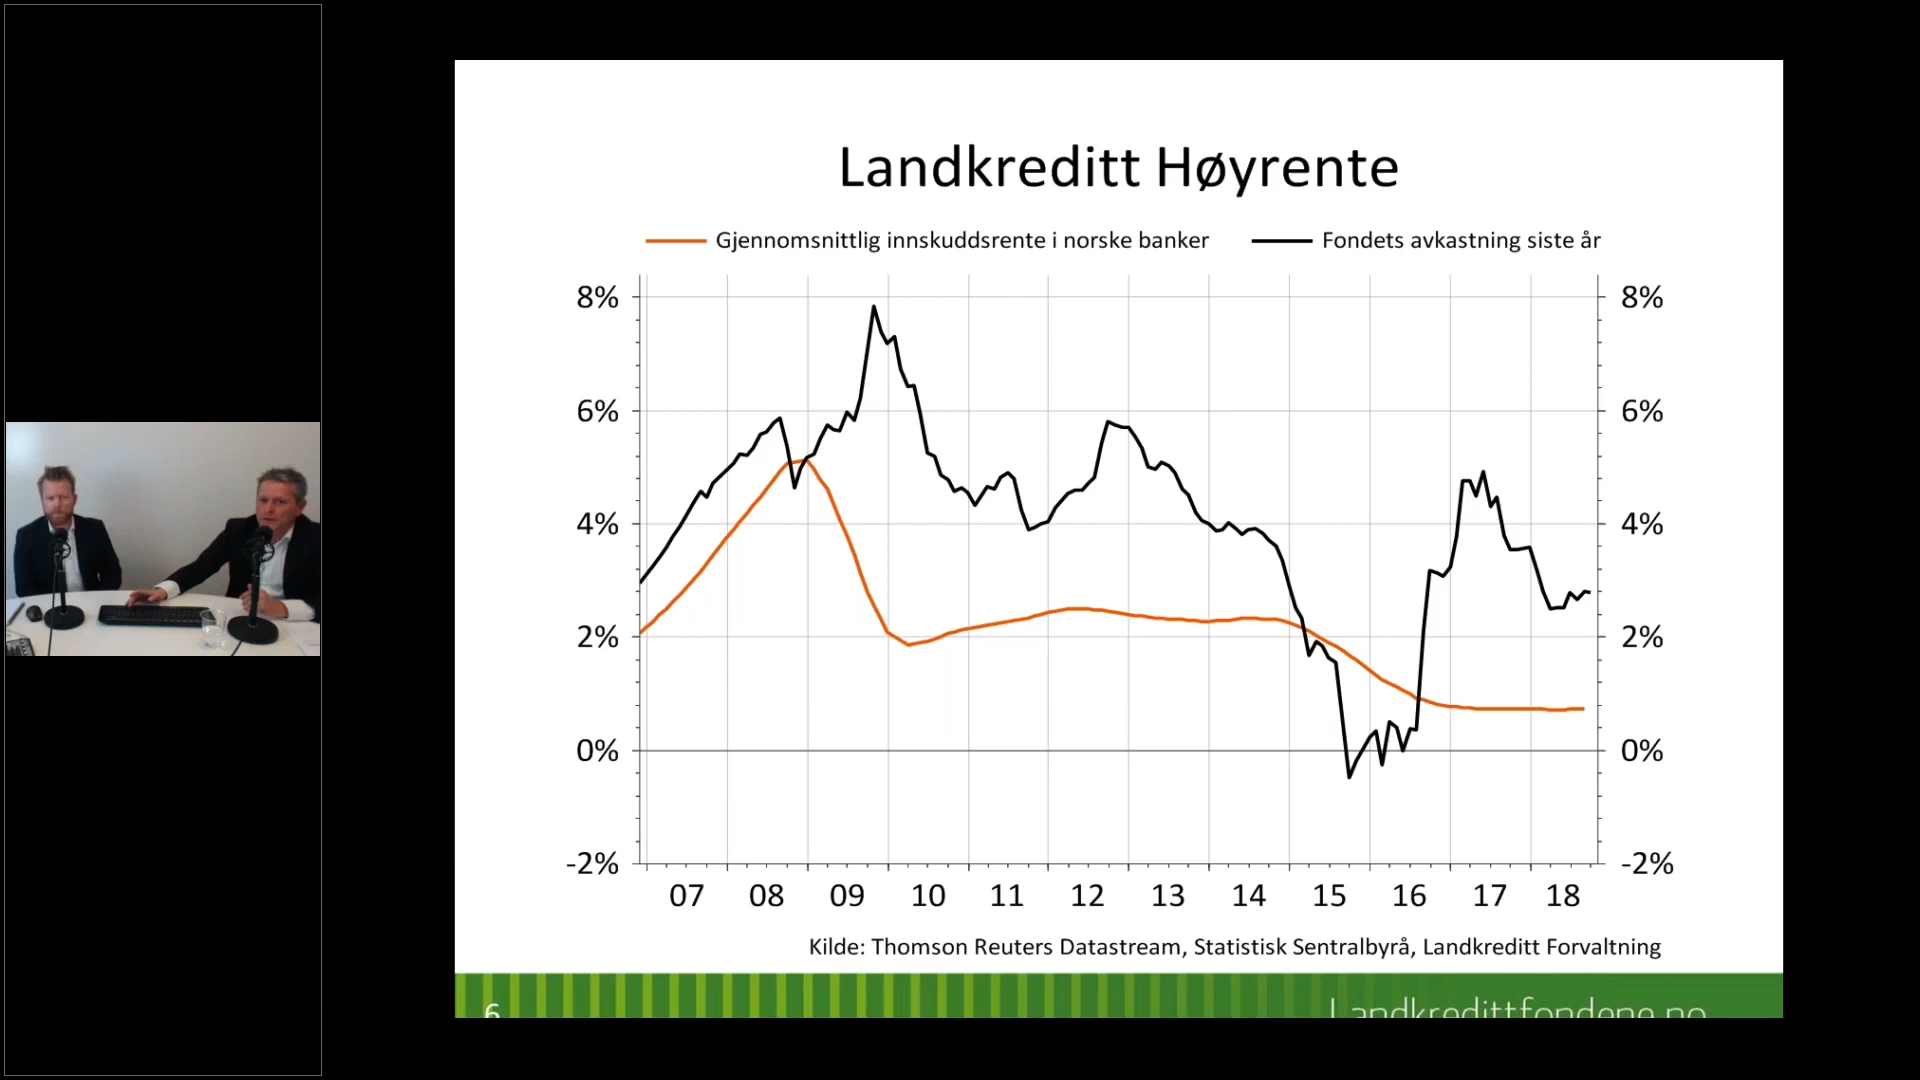 Landkreditt Høyrente
Gjennomsnittlig innskuddsrente i norske banker
Fondets avkastning siste år
8% 8%
6% 6%
4% 4%
2% 2%
0% 0%
-2% -2%
07 08 09 10 11 12 13 14 15 16 17 18
Kilde: Thomson Reuters Datastream, Statistisk Sentralbyrå, Landkreditt Forvaltning
6 Landkredittfondene.no